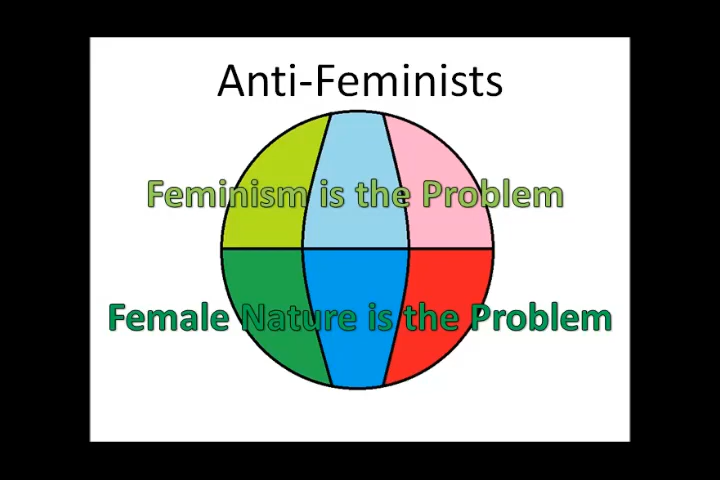 Anti-Feminists
Feminism is the Problem
Female Nature is the Problem